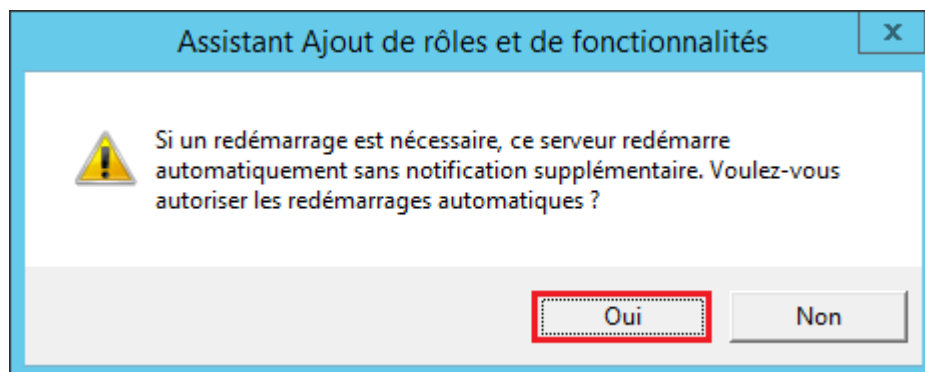 Assistant Ajout de rôles et de fonctionnalités
x
Si un redémarrage est nécessaire, ce serveur redémarre
automatiquement sans notification supplémentaire. Voulez-vous
autoriser les redémarrages automatiques ?
Oui
Non